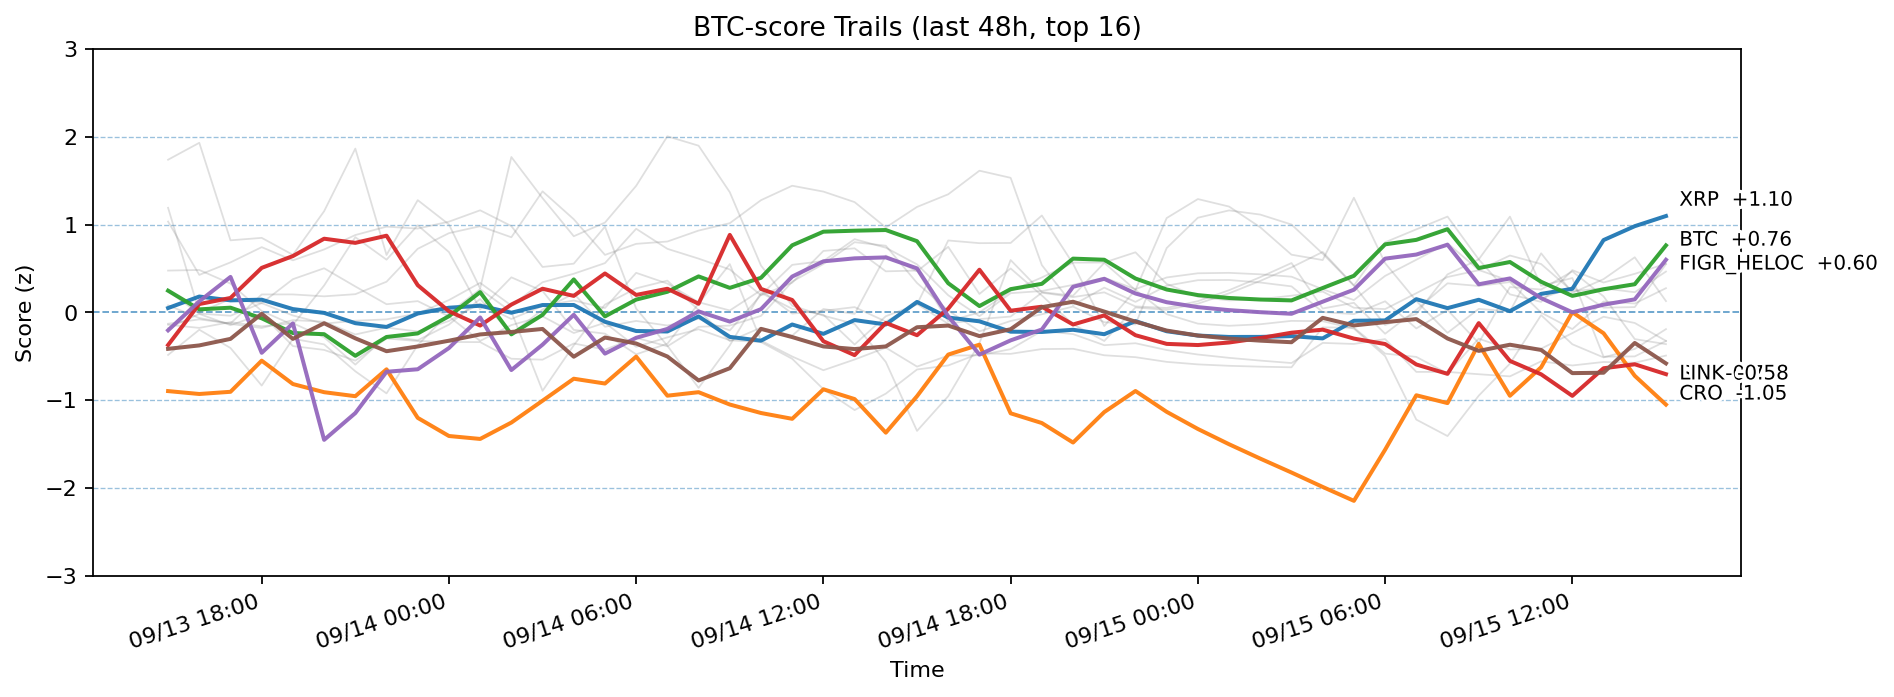 BTC-score Trails (last 48h, top 16)
3
2
1
0
−1
−2
−3
Score (z)
XRP +1.10
BTC +0.76
FIGR_HELOC +0.60
CRO -1.05
09/13 18:00
09/14 00:00
09/14 06:00
09/14 12:00
09/14 18:00
09/15 00:00
09/15 06:00
09/15 12:00
Time